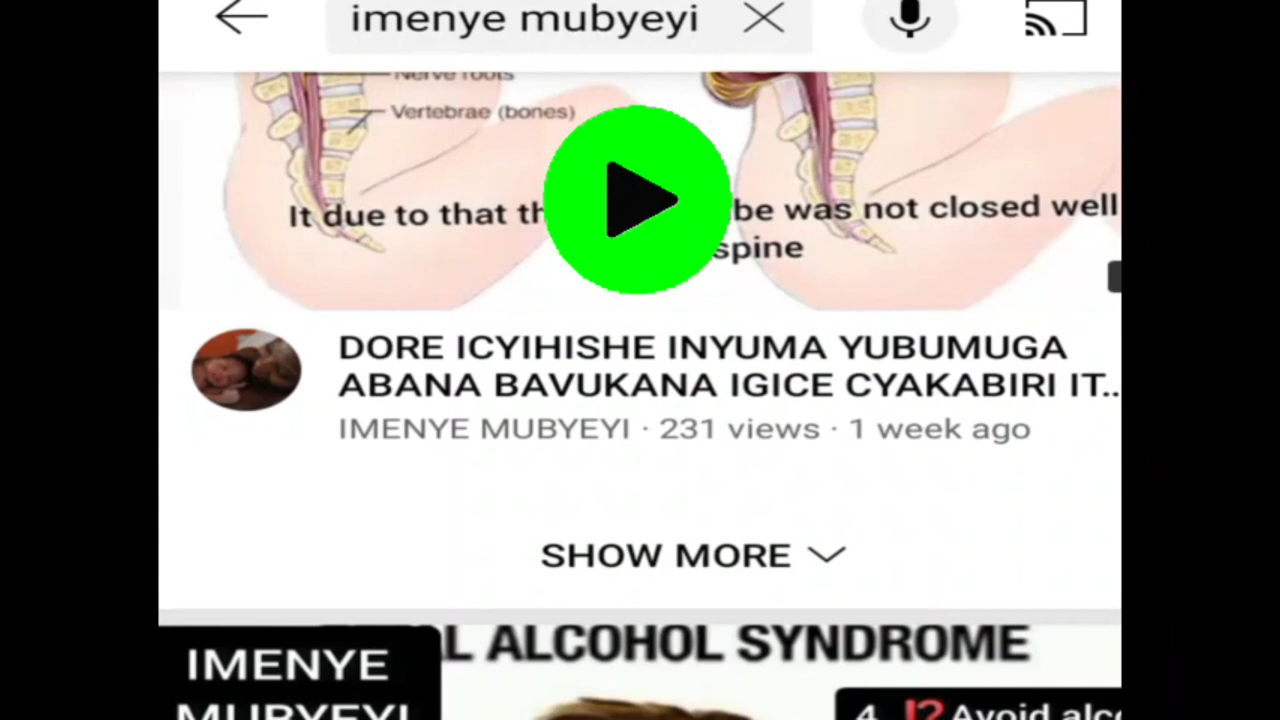 imenye mubyeyi
Nerve roots
Vertebrae (bones)
It due to that th be was not closed well
spine
DORE ICYIHISHE INYUMA YUBUMUGA
ABANA BAVUKANA IGICE CYAKABIRI IT..
IMENYE MUBYEYI · 231 views · 1 week ago
SHOW MORE
ALCOHOL SYNDROME
IMENYE
MUBYEYI
4. ⁉ Avoid alc